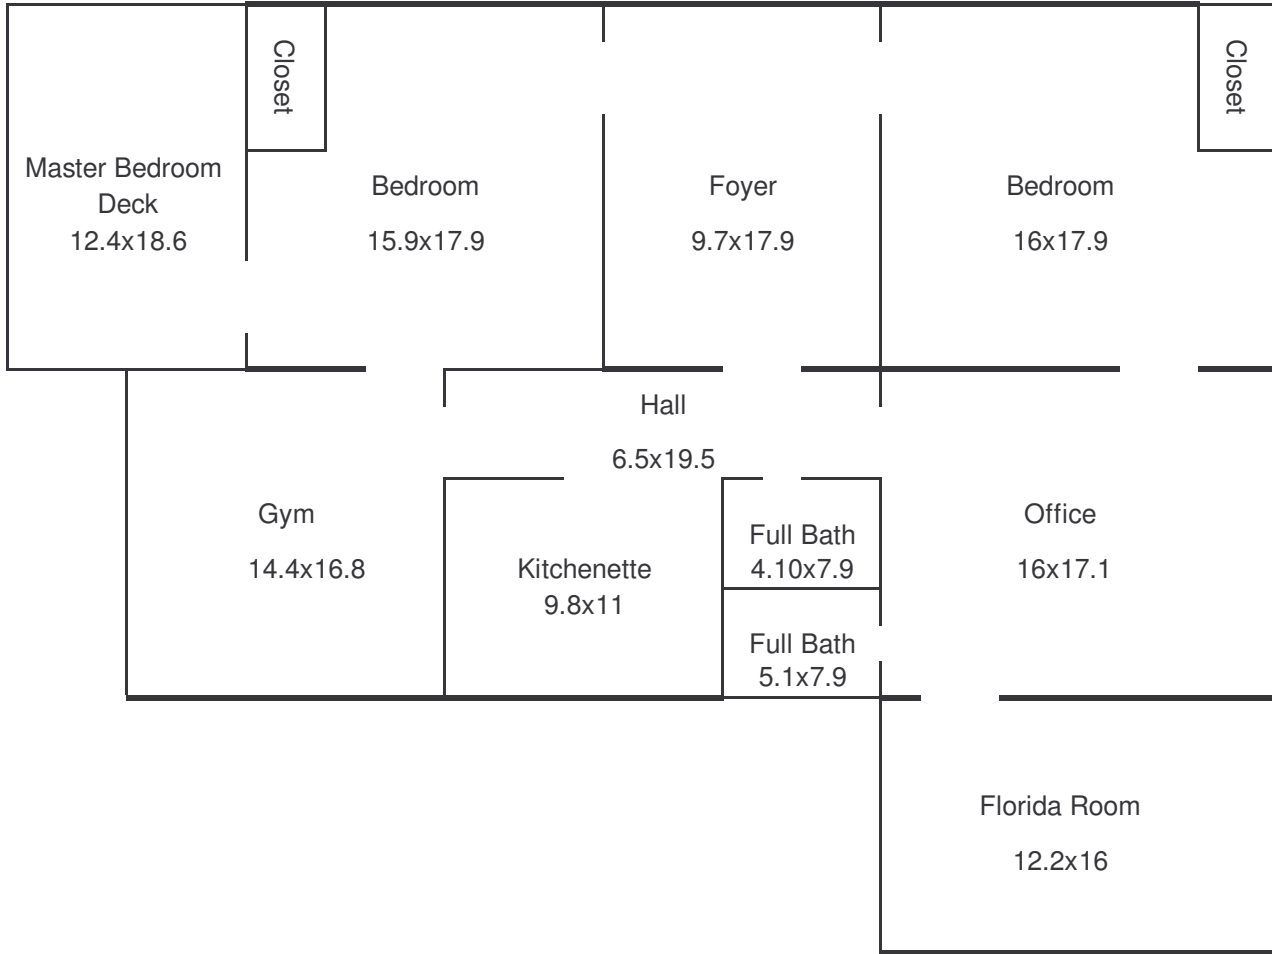 Closet
Closet
Master Bedroom
Deck
12.4x18.6
Bedroom
15.9x17.9
Foyer
9.7x17.9
Bedroom
16x17.9
Hall
6.5x19.5
Gym
14.4x16.8
Kitchenette
9.8x11
Full Bath
4.10x7.9
Full Bath
5.1x7.9
Office
16x17.1
Florida Room
12.2x16